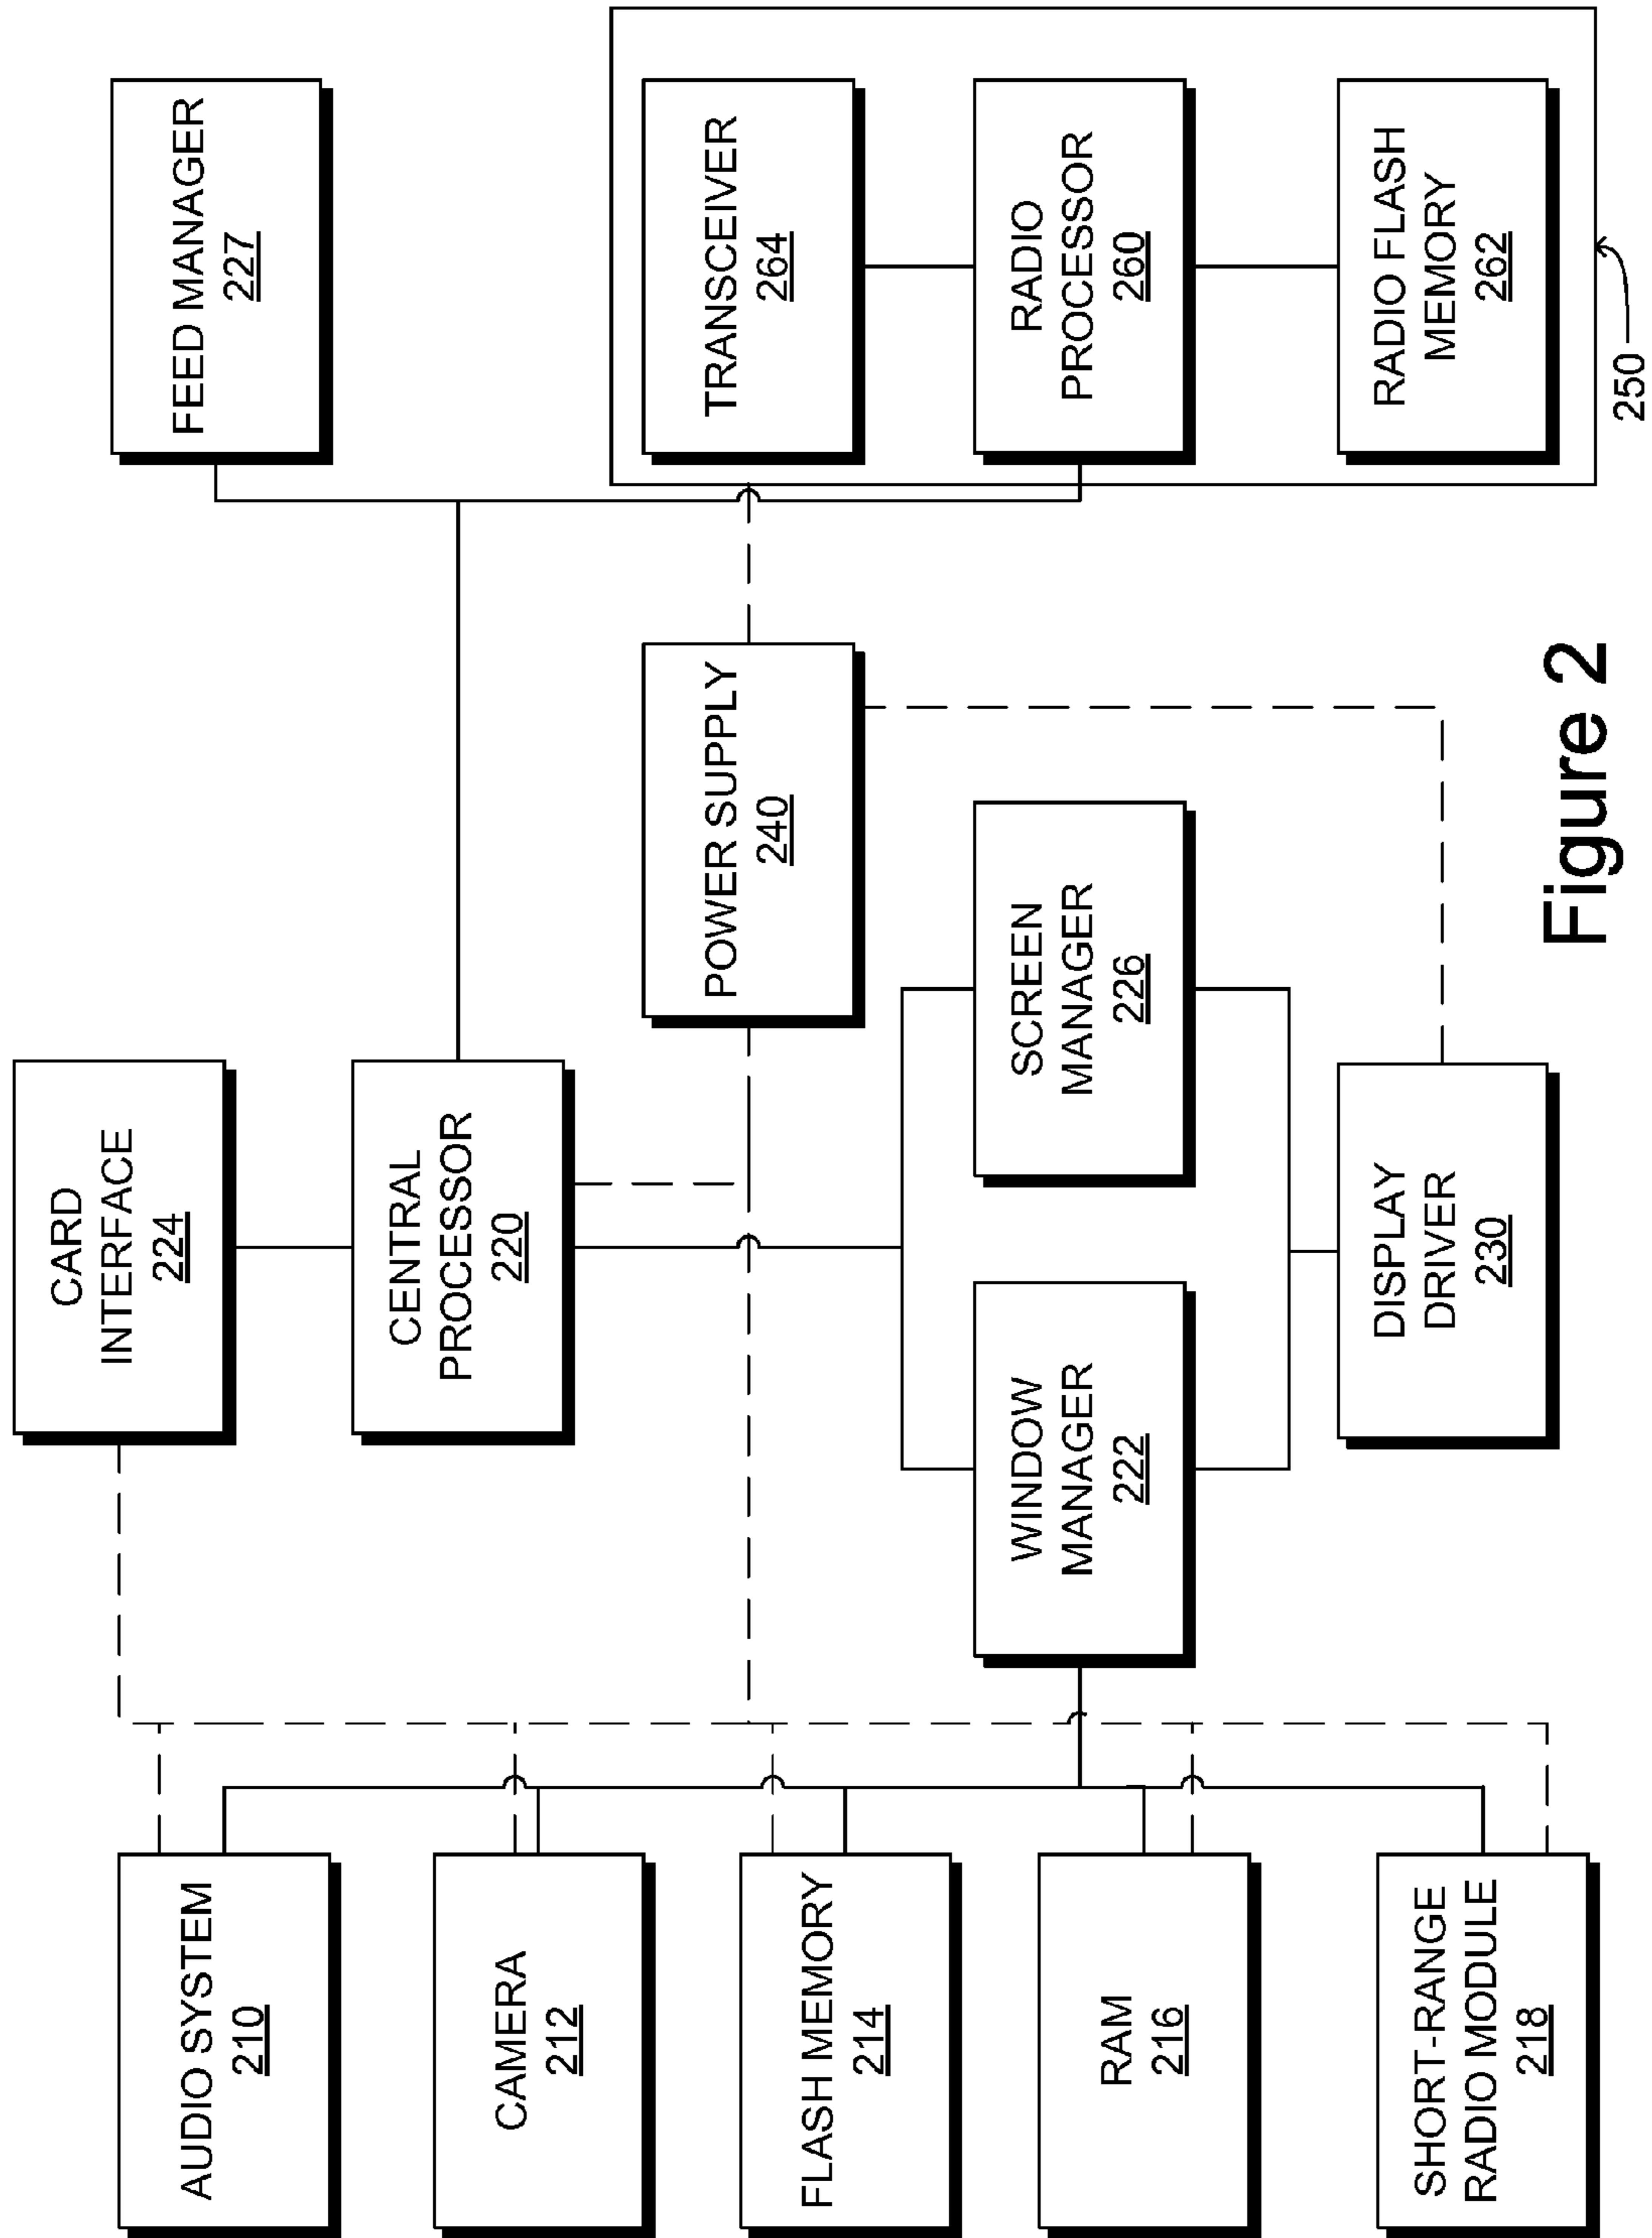 AUDIO SYSTEM
210
CAMERA
212
FLASH MEMORY
214
RAM
216
SHORT-RANGE
RADIO MODULE
218
CARD
INTERFACE
224
CENTRAL
PROCESSOR
220
WINDOW
MANAGER
222
SCREEN
MANAGER
226
DISPLAY
DRIVER
230
POWER SUPPLY
240
FEED MANAGER
227
TRANSCEIVER
264
RADIO
PROCESSOR
260
RADIO FLASH
MEMORY
262
250
Figure 2